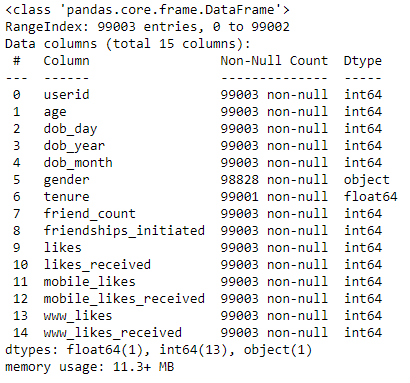 <class 'pandas.core.frame.DataFrame'>
RangeIndex: 99003 entries, 0 to 99002
Data columns (total 15 columns):
 #   Column                 Non-Null Count  Dtype
---  ------                 --------------  -----
 0   userid                 99003 non-null  int64
 1   age                    99003 non-null  int64
 2   dob_day                99003 non-null  int64
 3   dob_year               99003 non-null  int64
 4   dob_month              99003 non-null  int64
 5   gender                 98828 non-null  object
 6   tenure                 99001 non-null  float64
 7   friend_count           99003 non-null  int64
 8   friendships_initiated  99003 non-null  int64
 9   likes                  99003 non-null  int64
 10  likes_received         99003 non-null  int64
 11  mobile_likes           99003 non-null  int64
 12  mobile_likes_received  99003 non-null  int64
 13  www_likes              99003 non-null  int64
 14  www_likes_received     99003 non-null  int64
dtypes: float64(1), int64(13), object(1)
memory usage: 11.3+ MB